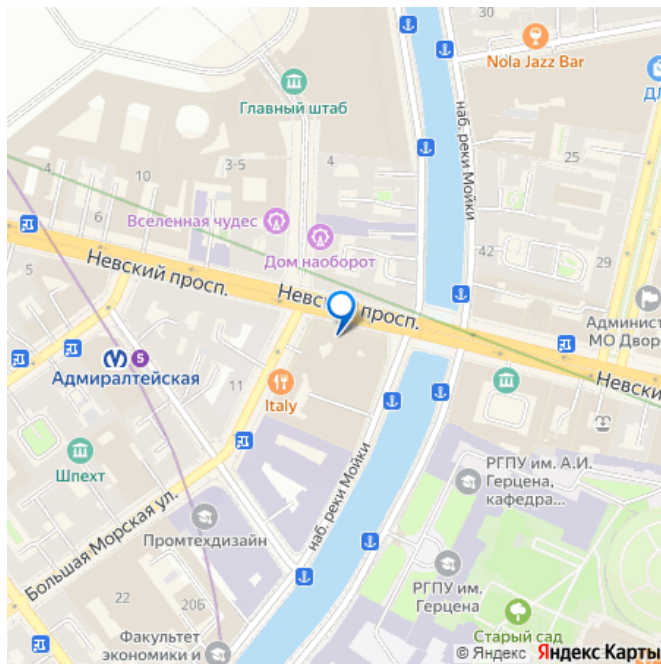 30
Nola Jazz Bar
ДЛ
Главный штаб
наб. реки Мойки
25
10
3-5
4
4
6
Вселенная чудес
Дом наоборот
42
29
5
Невский просп.
Невский просп.
Админист
МО Дворц
5
Адмиралтейская
11
Italy
Невски
Шпехт
наб. реки Мойки
РГПУ им. А.И.
Герцена,
кафедра...
Большая Морская ул.
Промтехдизайн
РГПУ им.
Герцена
22
20Б
Старый сад
Факультет
экономики и
© Яндекс Яндекс Карты